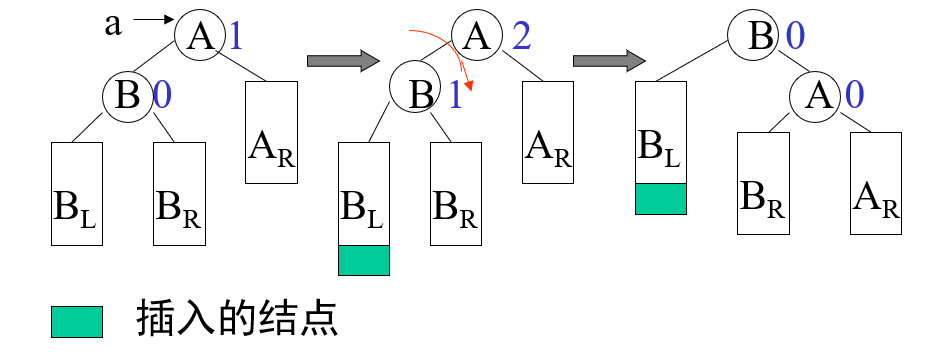 a A 1 A 2 B 0
B 0 B 1 A 0
A_R A_R B_L
B_L B_R B_L B_R B_R A_R
插入的结点